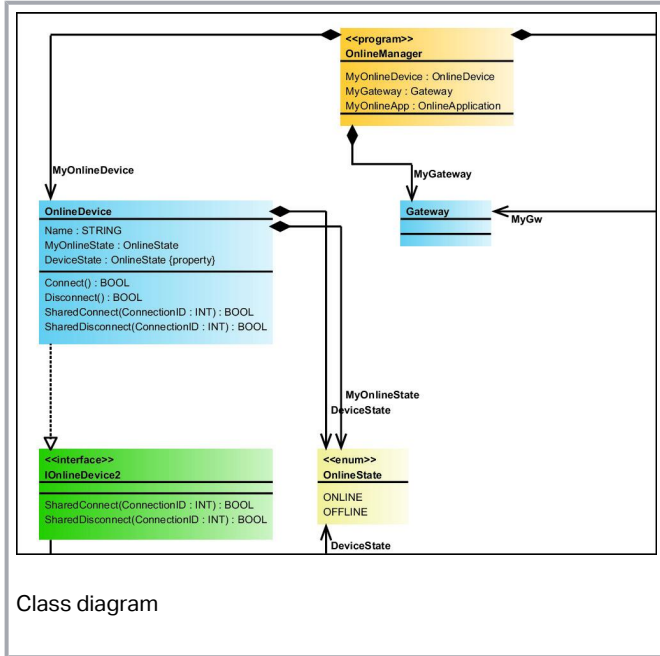 <<program>>
OnlineManager
MyOnlineDevice : OnlineDevice
MyGateway : Gateway
MyOnlineApp : OnlineApplication
MyOnlineDevice
MyGateway
OnlineDevice
Name : STRING
MyOnlineState : OnlineState
DeviceState : OnlineState {property}
Connect() : BOOL
Disconnect() : BOOL
SharedConnect(ConnectionID : INT) : BOOL
SharedDisconnect(ConnectionID : INT) : BOOL
Gateway
MyGw
MyOnlineState
DeviceState
<<interface>>
IOnlineDevice2
SharedConnect(ConnectionID : INT) : BOOL
SharedDisconnect(ConnectionID : INT) : BOOL
<<enum>>
OnlineState
ONLINE
OFFLINE
DeviceState
Class diagram